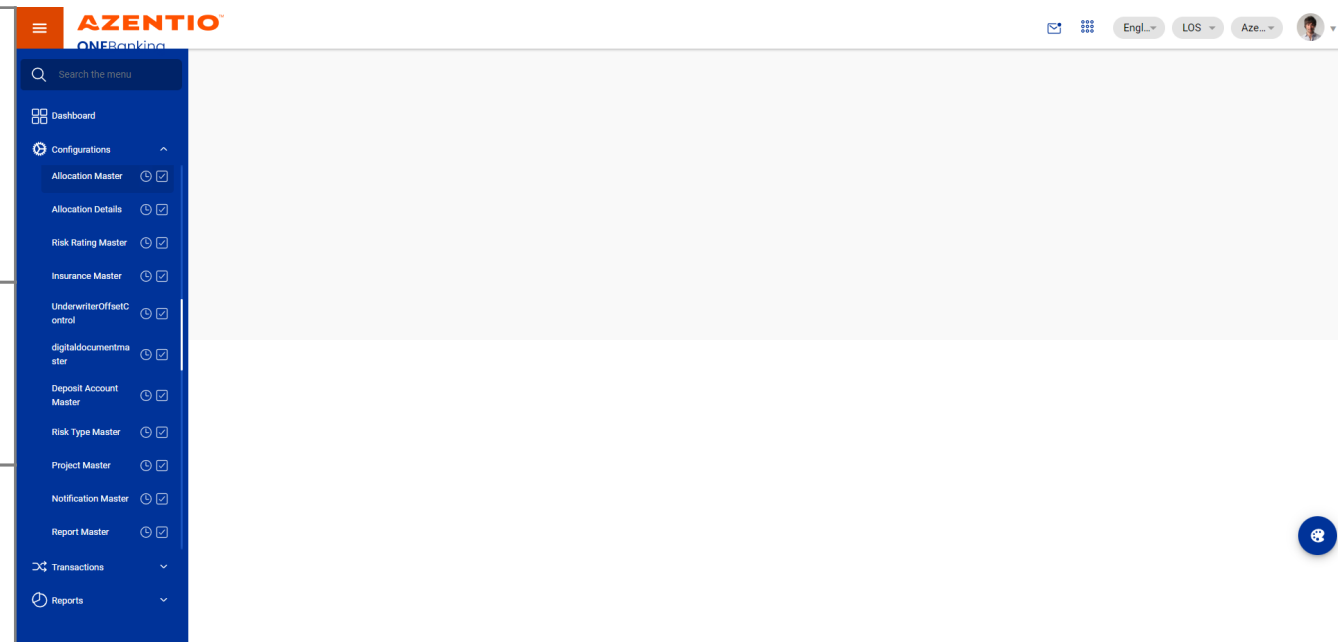 AZENTIO™
ONEBanking
Engl...
LOS
Aze...
Search the menu
Dashboard
Configurations
Allocation Master
Allocation Details
Risk Rating Master
Insurance Master
UnderwriterOffsetC
ontrol
digitaldocumentma
ster
Deposit Account
Master
Risk Type Master
Project Master
Notification Master
Report Master
Transactions
Reports